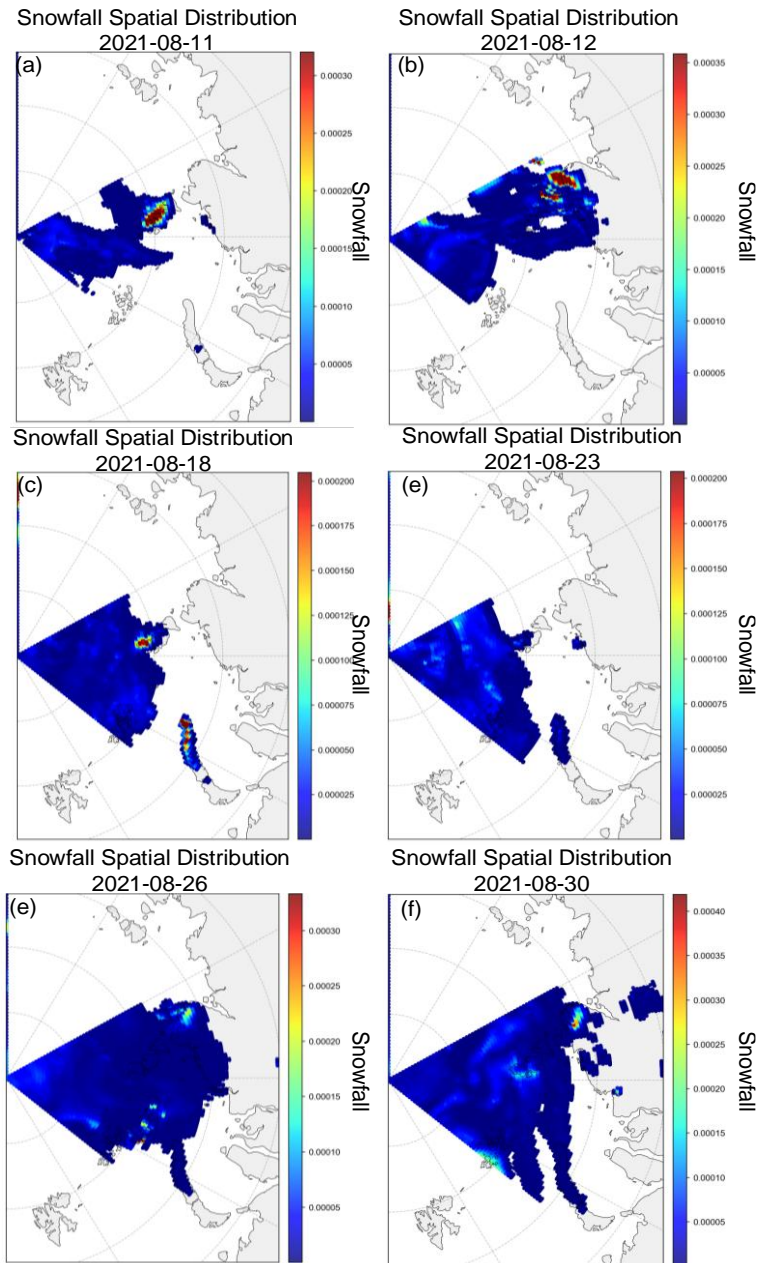 Snowfall Spatial Distribution
2021-08-11
(a)
0.00030
0.00025
0.00020
0.00015
0.00010
0.00005
Snowfall
Snowfall Spatial Distribution
2021-08-12
(b)
0.00035
0.00030
0.00025
0.00020
0.00015
0.00010
0.00005
Snowfall
Snowfall Spatial Distribution
2021-08-18
(c)
0.000200
0.000175
0.000150
0.000125
0.000100
0.000075
0.000050
0.000025
Snowfall
Snowfall Spatial Distribution
2021-08-23
(e)
0.000200
0.000175
0.000150
0.000125
0.000100
0.000075
0.000050
0.000025
Snowfall
Snowfall Spatial Distribution
2021-08-26
(e)
0.00030
0.00025
0.00020
0.00015
0.00010
0.00005
Snowfall
Snowfall Spatial Distribution
2021-08-30
(f)
0.00040
0.00035
0.00030
0.00025
0.00020
0.00015
0.00010
0.00005
Snowfall